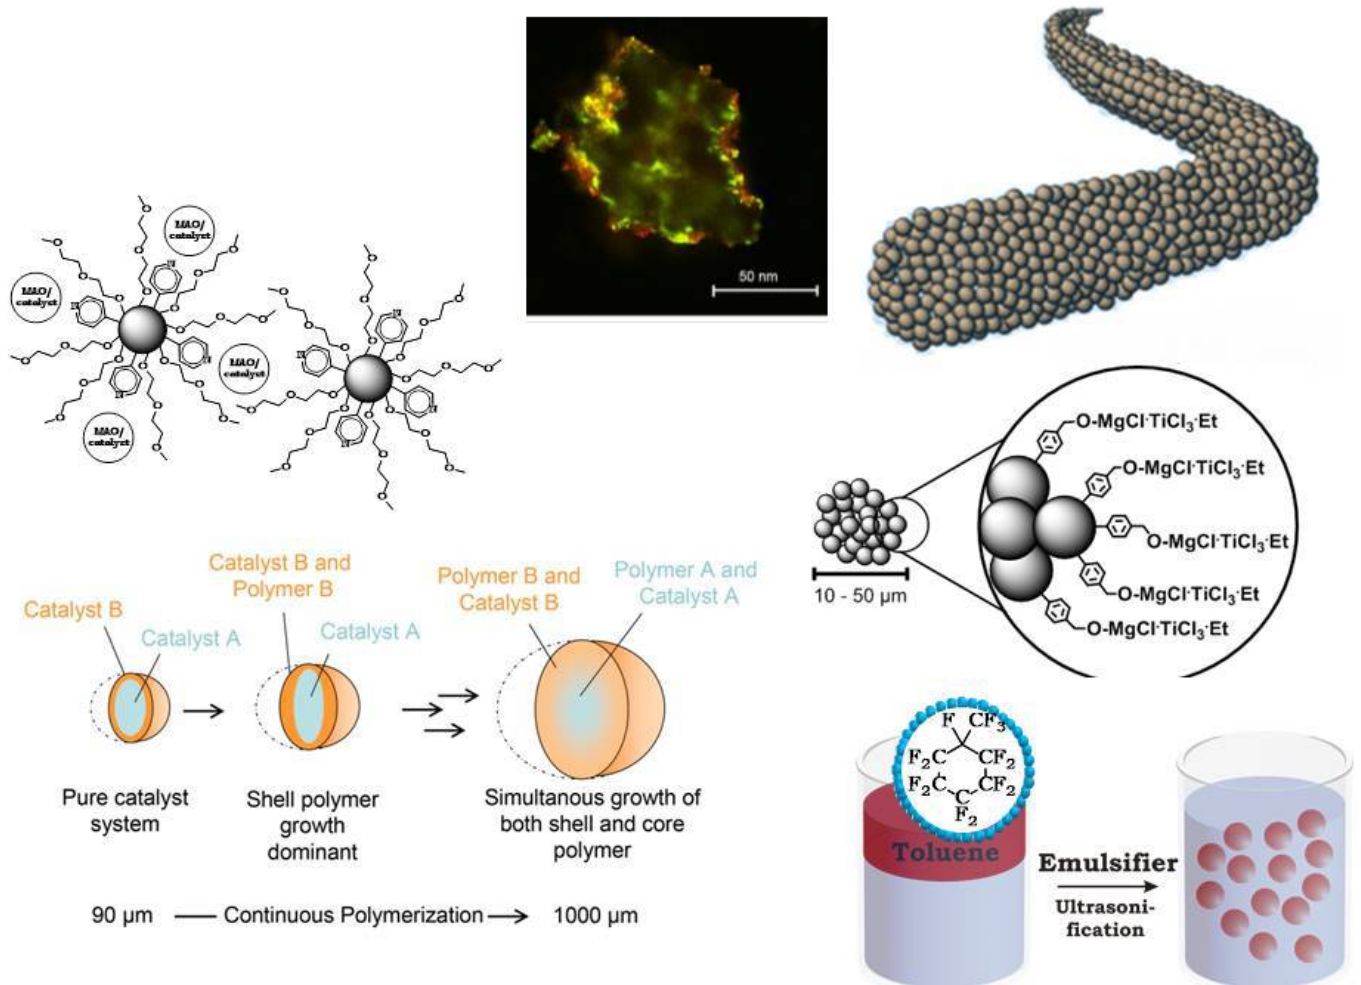 MAO/
catalyst
MAO/
catalyst
MAO/
catalyst
MAO/
catalyst
50 nm
O-MgCl·TiCl₃·Et
O-MgCl·TiCl₃·Et
O-MgCl·TiCl₃·Et
O-MgCl·TiCl₃·Et
O-MgCl·TiCl₃·Et
10 - 50 µm
Catalyst B
Catalyst A
Catalyst B and
Polymer B
Catalyst A
Polymer B and
Catalyst B
Polymer A and
Catalyst A
Pure catalyst
system
Shell polymer
growth
dominant
Simultanous growth of
both shell and core
polymer
90 µm
Continuous Polymerization
1000 µm
F CF₃
F₂C CF₂
F₂C CF₂
C
F₂
Toluene
Emulsifier
Ultrasoni-
fication